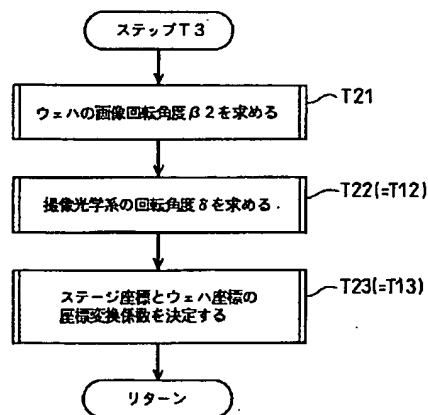 ステップT3
ウェハの画像回転角度β2を求める
T21
撮像光学系の回転角度δを求める.
T22(=T12)
ステージ座標とウェハ座標の
座標変換係数を決定する
T23(=T13)
リターン